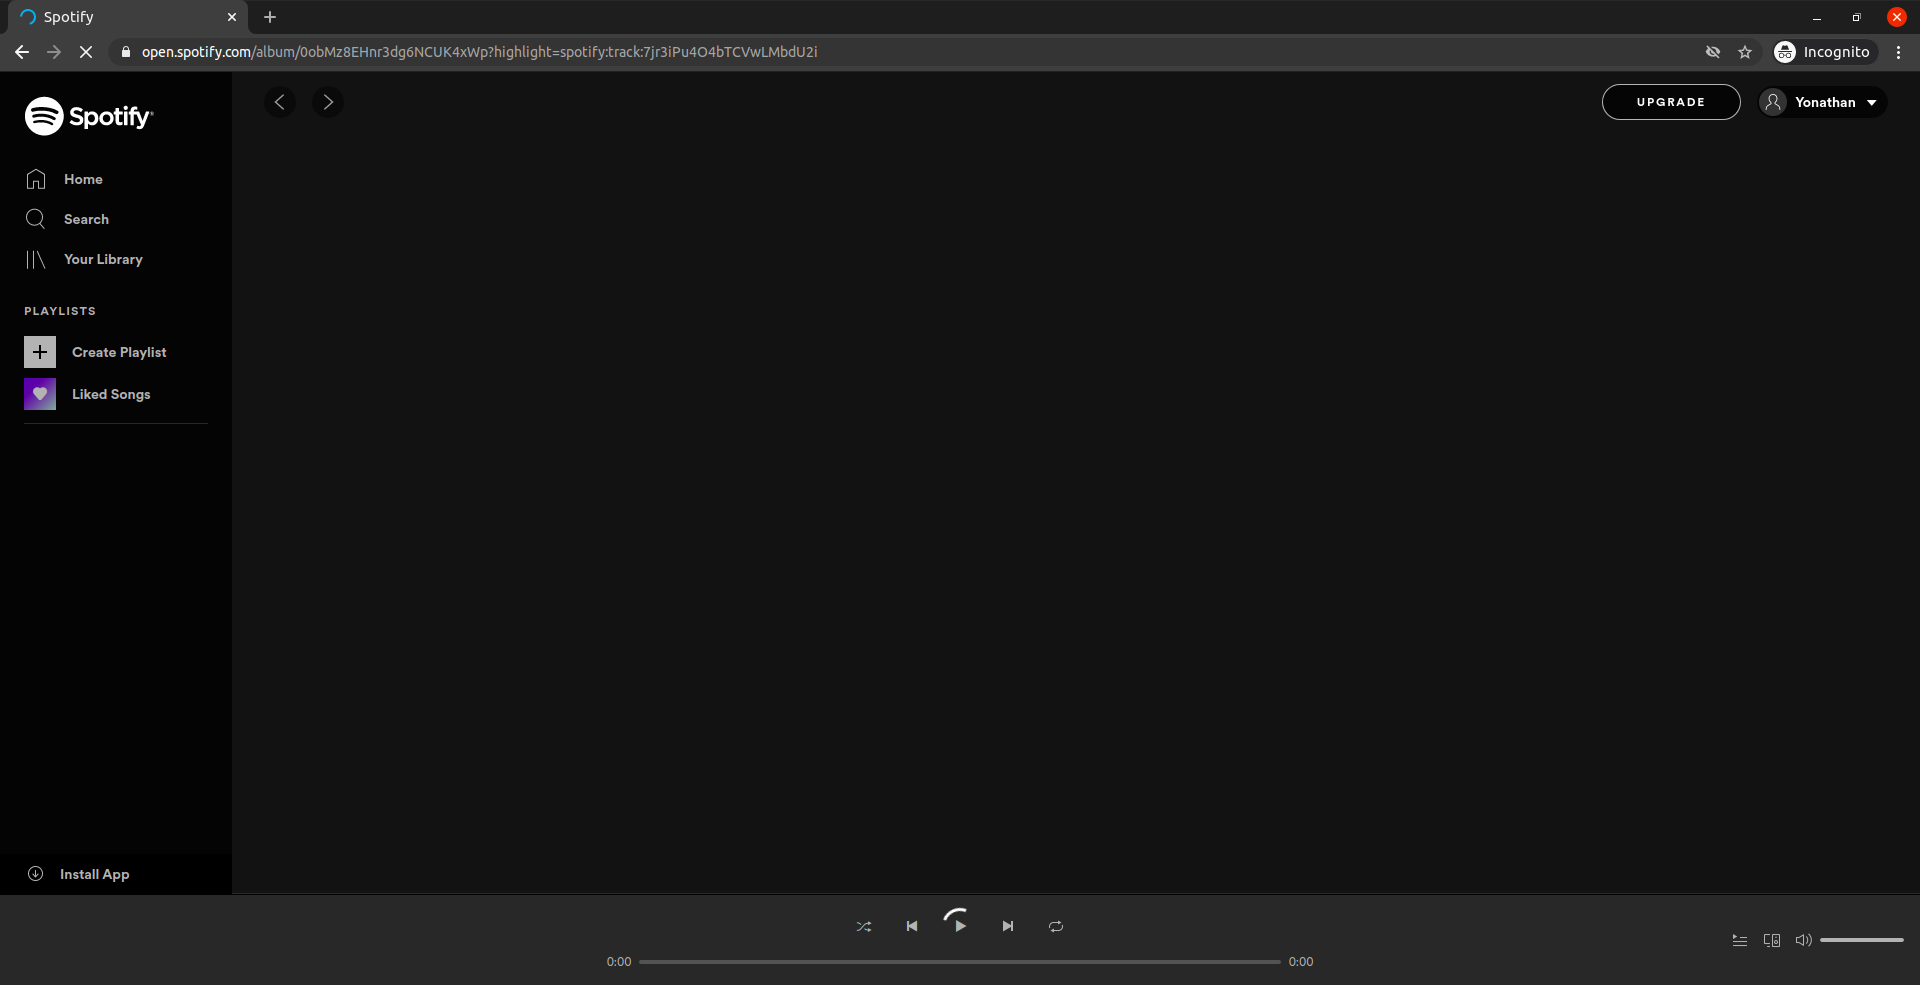 Spotify
open.spotify.com/album/0obMz8EHnr3dg6NCUK4xWp?highlight=spotify:track:7jr3iPu4O4bTCVwLMbdU2i
Incognito
Spotify
UPGRADE
Yonathan
Home
Search
Your Library
PLAYLISTS
Create Playlist
Liked Songs
Install App
0:00
0:00